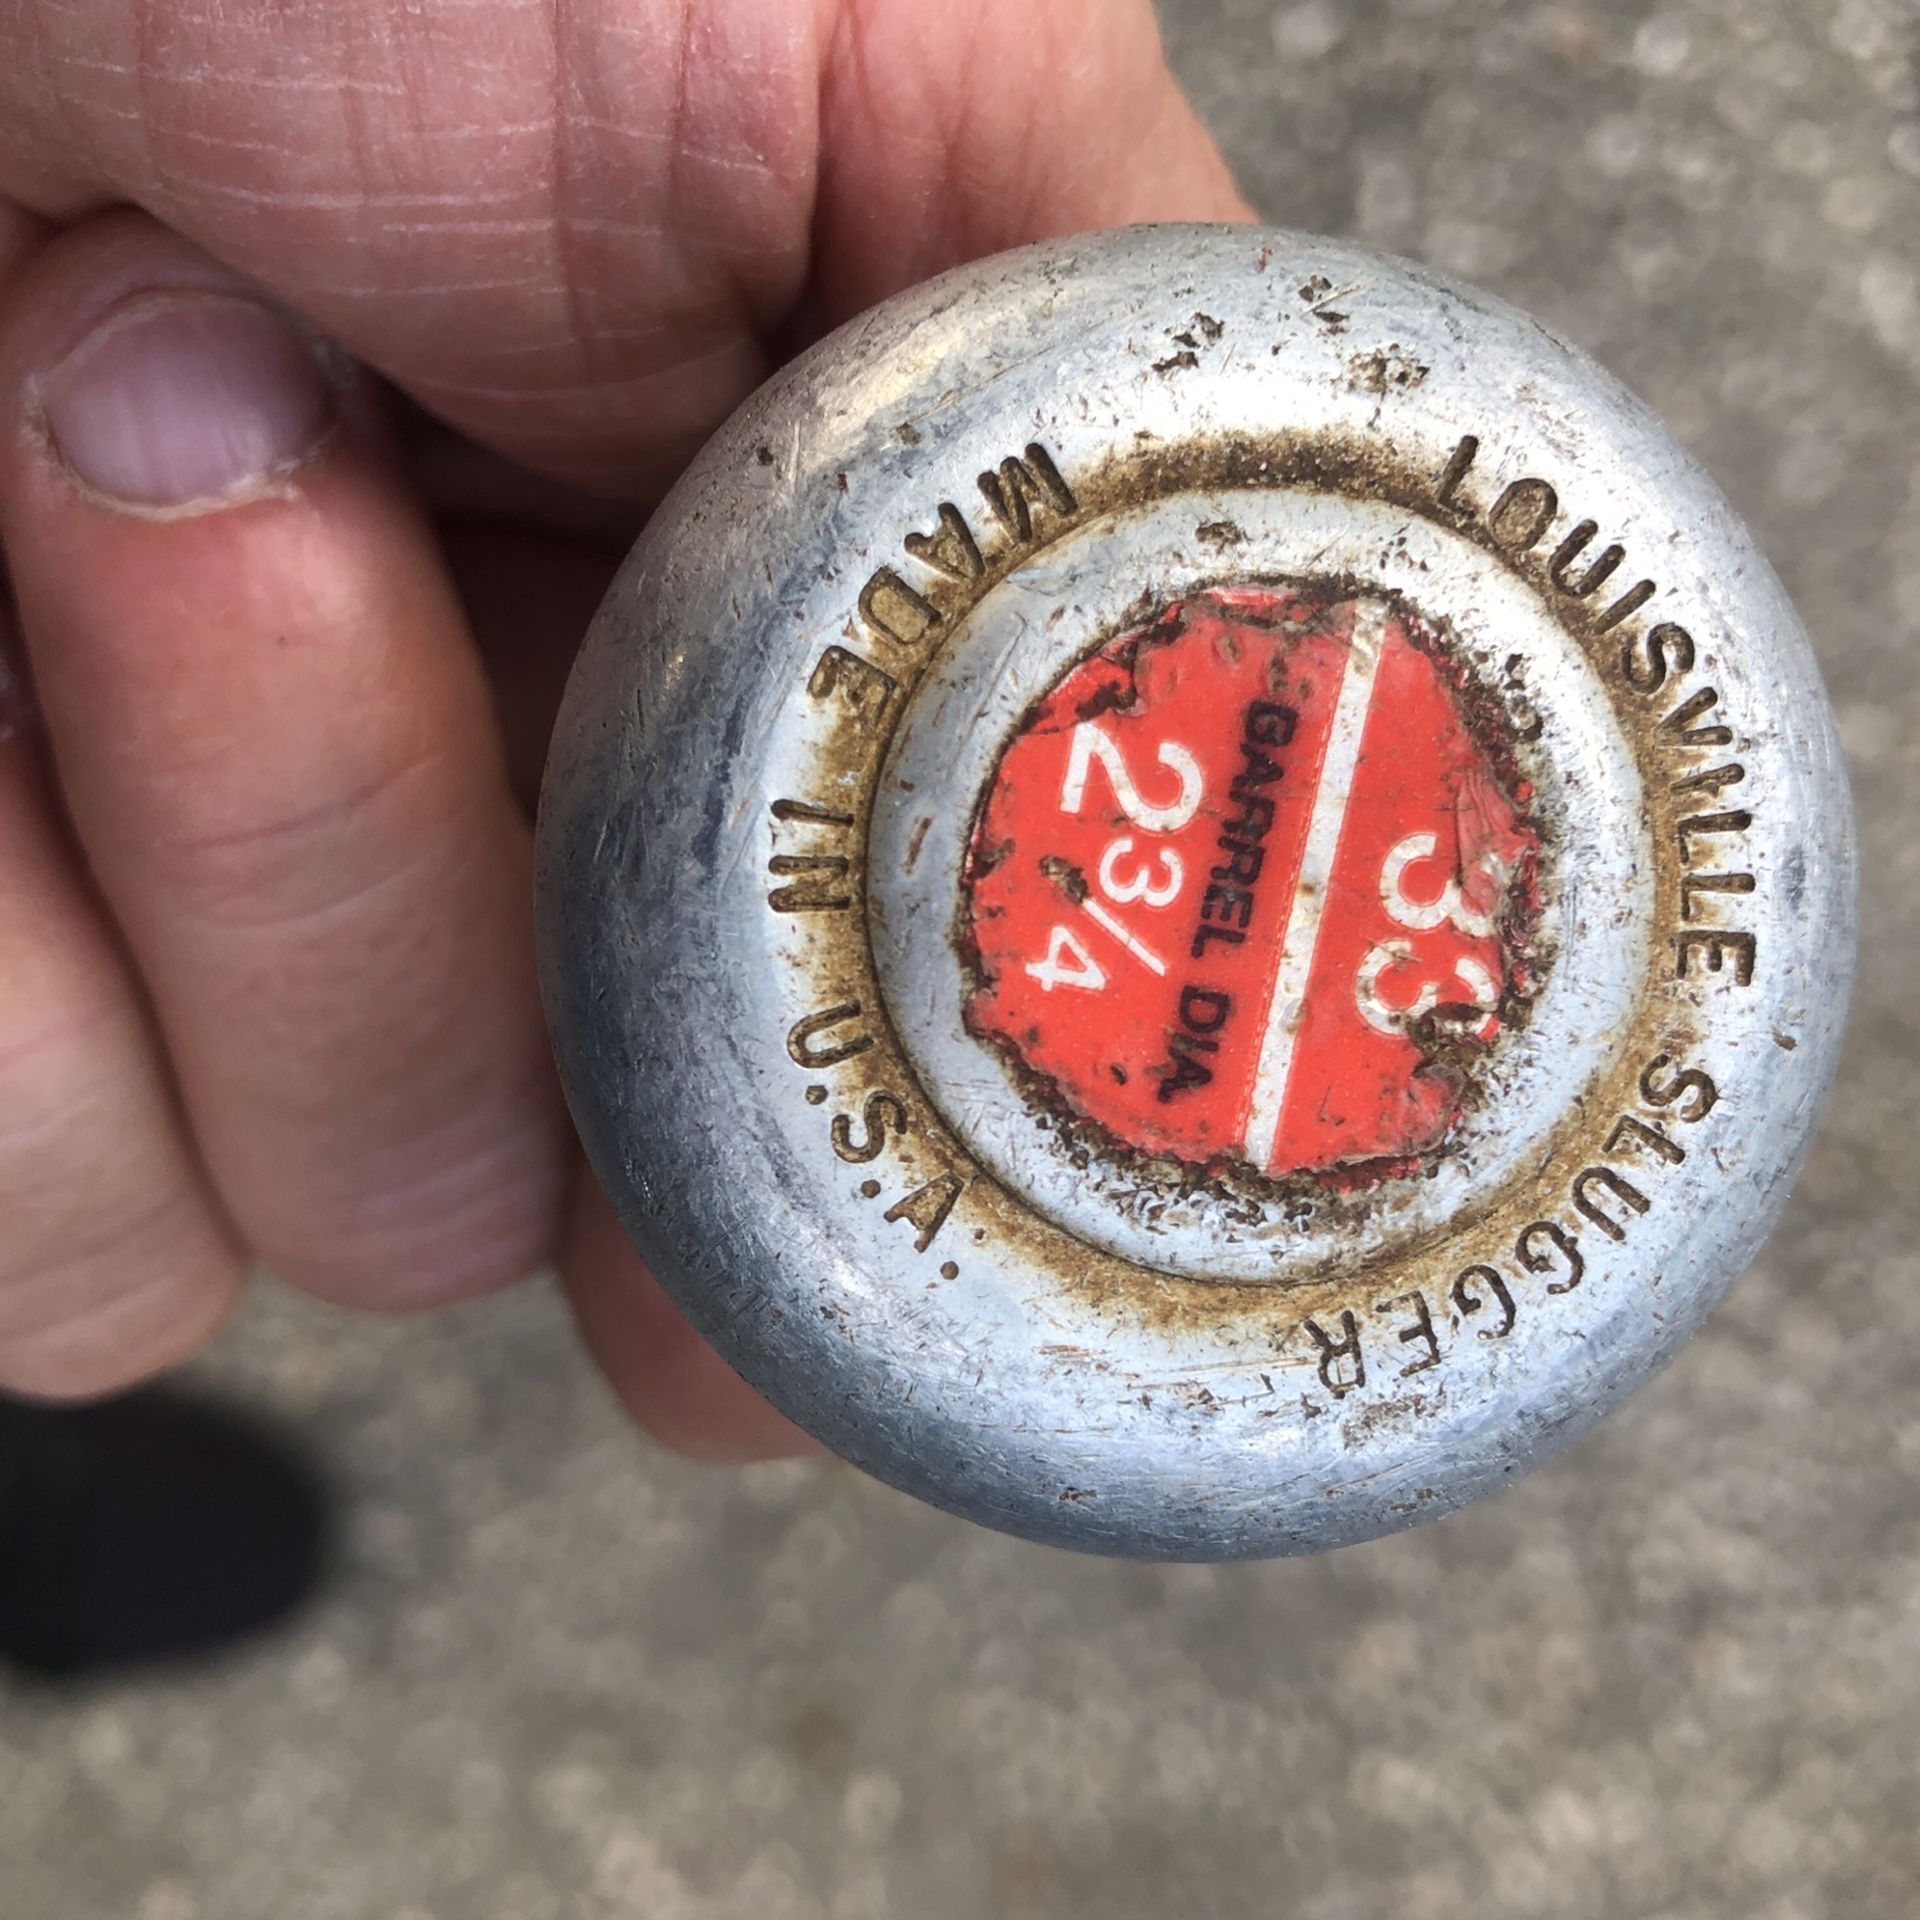 LOUISVILLE SLUGGER
33
BARREL DIA
2 3/4
MADE IN U.S.A.